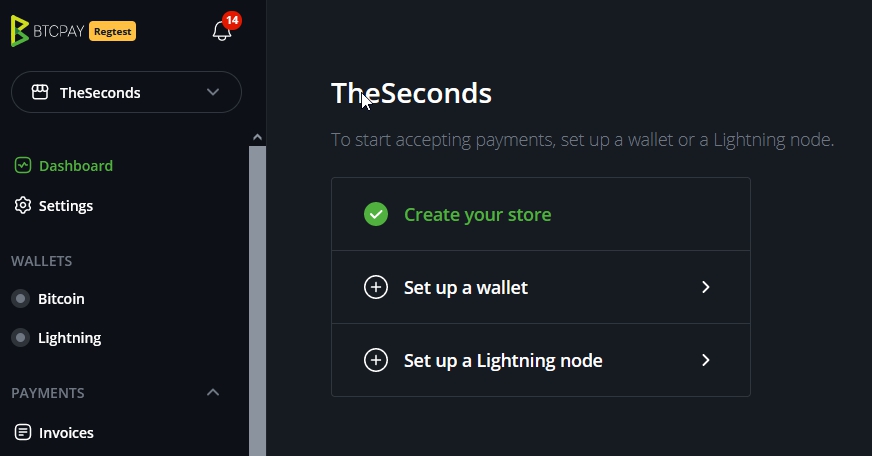 BTCPAY Regtest
14
TheSeconds
Dashboard
Settings
WALLETS
Bitcoin
Lightning
PAYMENTS
Invoices
TheSeconds
To start accepting payments, set up a wallet or a Lightning node.
Create your store
Set up a wallet
Set up a Lightning node